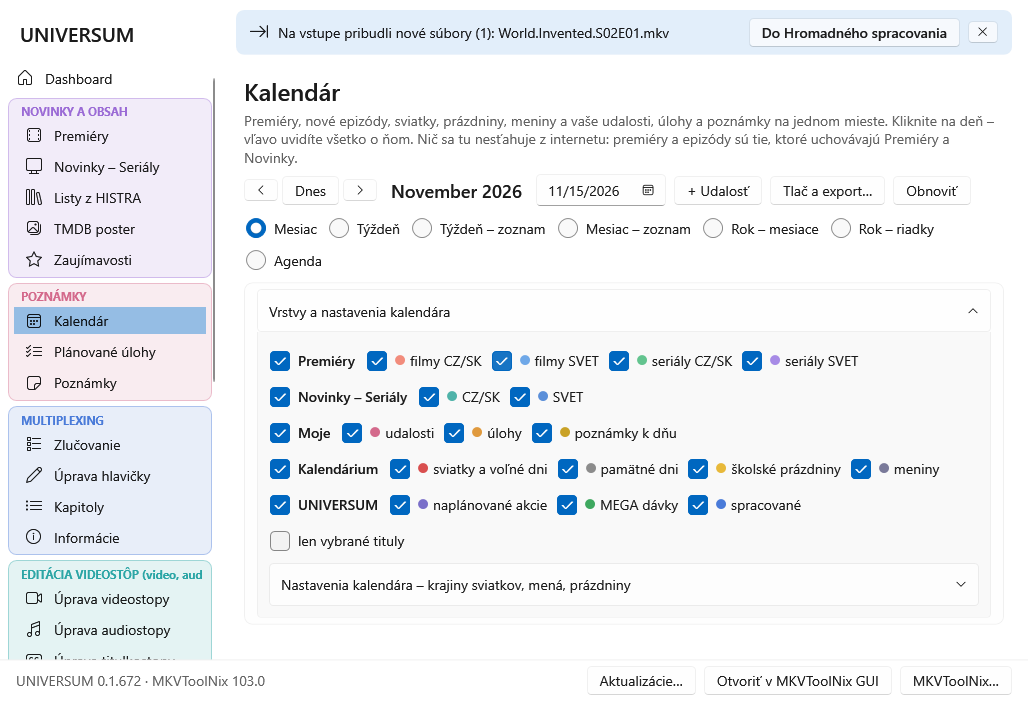 UNIVERSUM
Na vstupe pribudli nové súbory (1): World.Invented.S02E01.mkv
Do Hromadného spracovania
Dashboard
NOVINKY A OBSAH
Premiéry
Novinky – Seriály
Listy z HISTRA
TMDB poster
Zaujímavosti
POZNÁMKY
Kalendár
Plánované úlohy
Poznámky
MULTIPLEXING
Zlučovanie
Úprava hlavičky
Kapitoly
Informácie
EDITÁCIA VIDEOSTÔP (video, aud
Úprava videostopy
Úprava audiostopy
Kalendár
Premiéry, nové epizódy, sviatky, prázdniny, meniny a vaše udalosti, úlohy a poznámky na jednom mieste. Kliknite na deň –
vľavo uvidíte všetko o ňom. Nič sa tu nesťahuje z internetu: premiéry a epizódy sú tie, ktoré uchovávajú Premiéry a
Novinky.
Dnes
November 2026
11/15/2026
+ Udalosť
Tlač a export...
Obnoviť
Mesiac
Týždeň
Týždeň – zoznam
Mesiac – zoznam
Rok – mesiace
Rok – riadky
Agenda
Vrstvy a nastavenia kalendára
Premiéry filmy CZ/SK filmy SVET seriály CZ/SK seriály SVET
Novinky – Seriály CZ/SK SVET
Moje udalosti úlohy poznámky k dňu
Kalendárium sviatky a voľné dni pamätné dni školské prázdniny meniny
UNIVERSUM naplánované akcie MEGA dávky spracované
len vybrané tituly
Nastavenia kalendára – krajiny sviatkov, mená, prázdniny
UNIVERSUM 0.1.672 · MKVToolNix 103.0
Aktualizácie...
Otvoriť v MKVToolNix GUI
MKVToolNix...